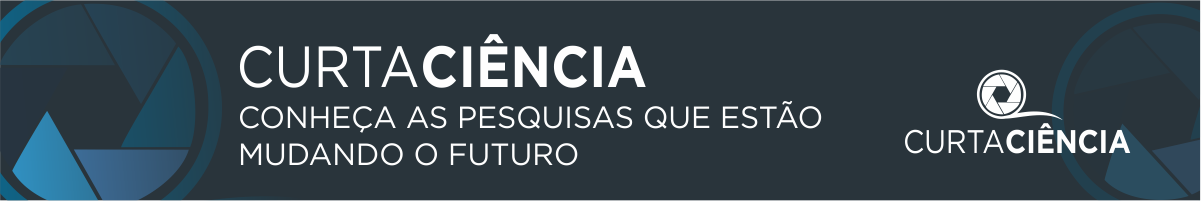 CURTACIÊNCIA
CONHEÇA AS PESQUISAS QUE ESTÃO
MUDANDO O FUTURO
CURTACIÊNCIA